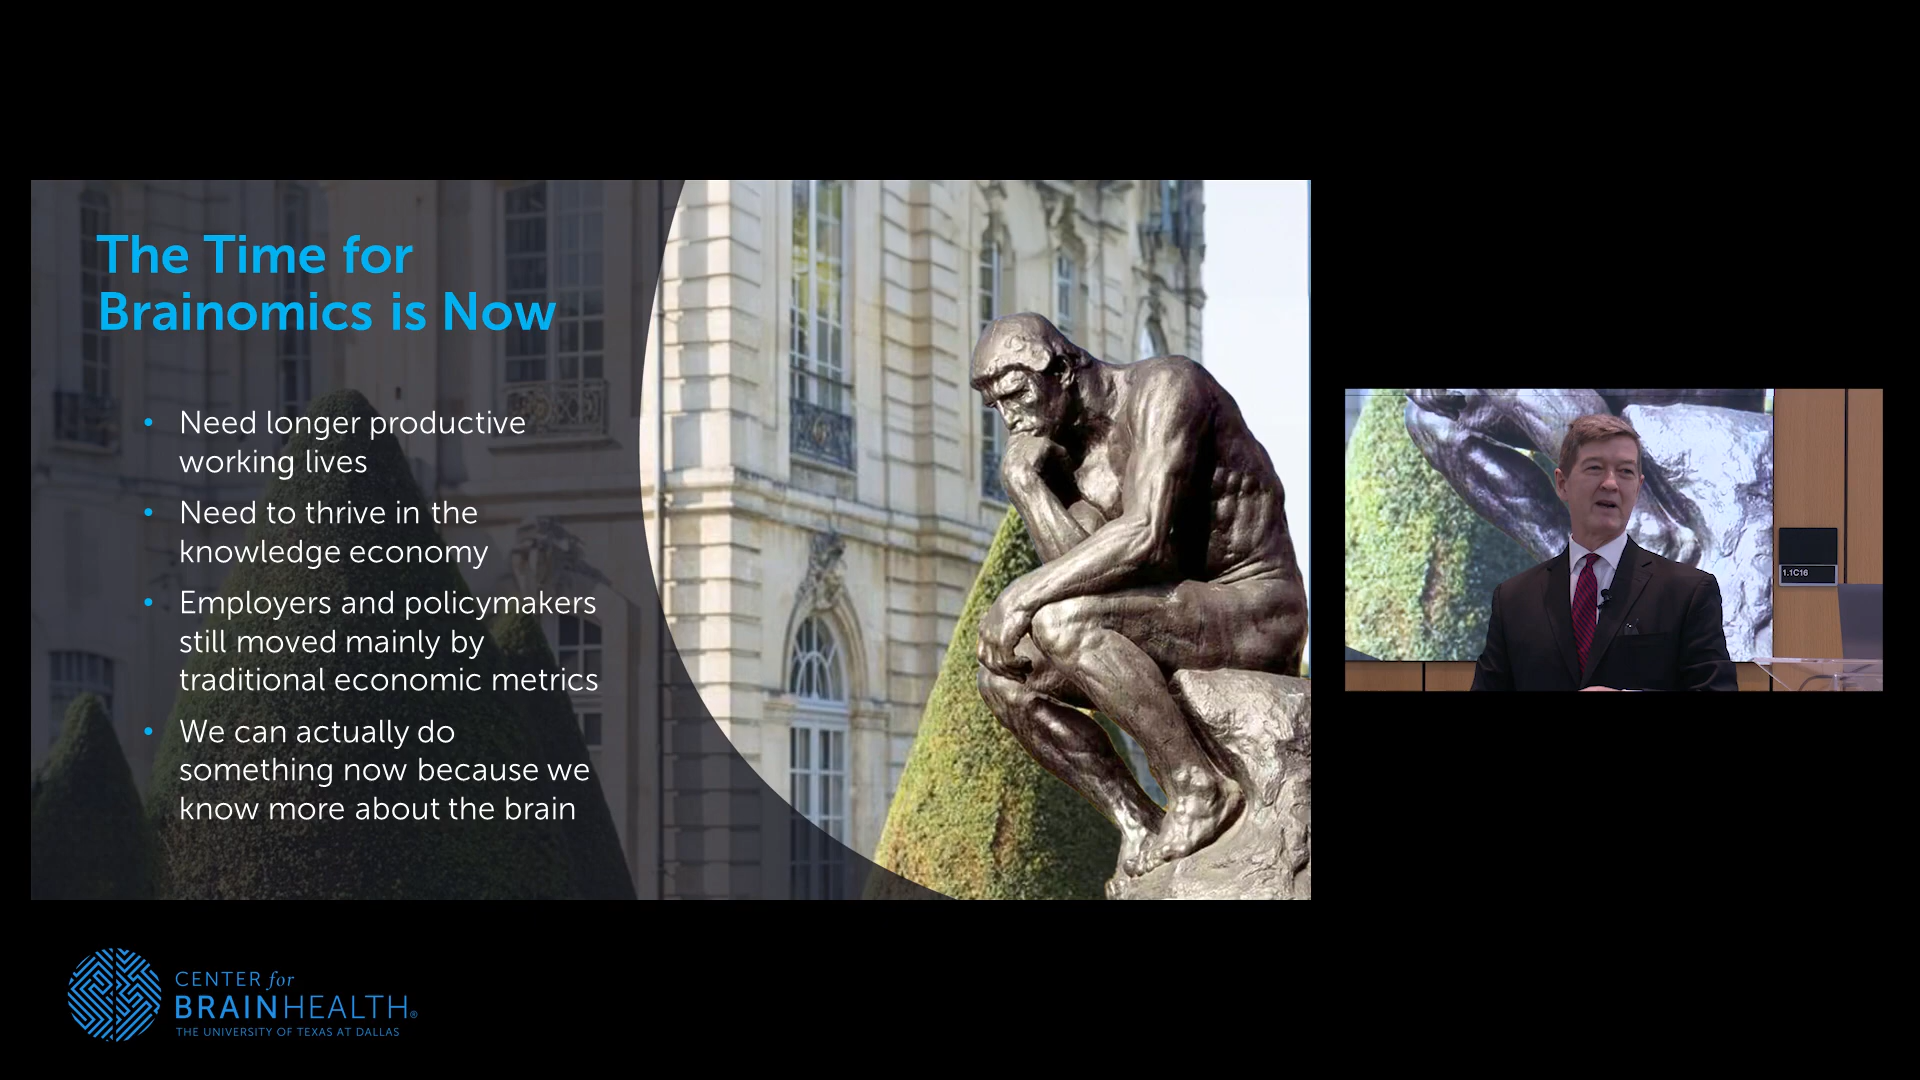 The Time for
Brainomics is Now
• Need longer productive
working lives
• Need to thrive in the
knowledge economy
• Employers and policymakers
still moved mainly by
traditional economic metrics
• We can actually do
something now because we
know more about the brain
1.1C16
CENTER for
BRAINHEALTH®
THE UNIVERSITY OF TEXAS AT DALLAS